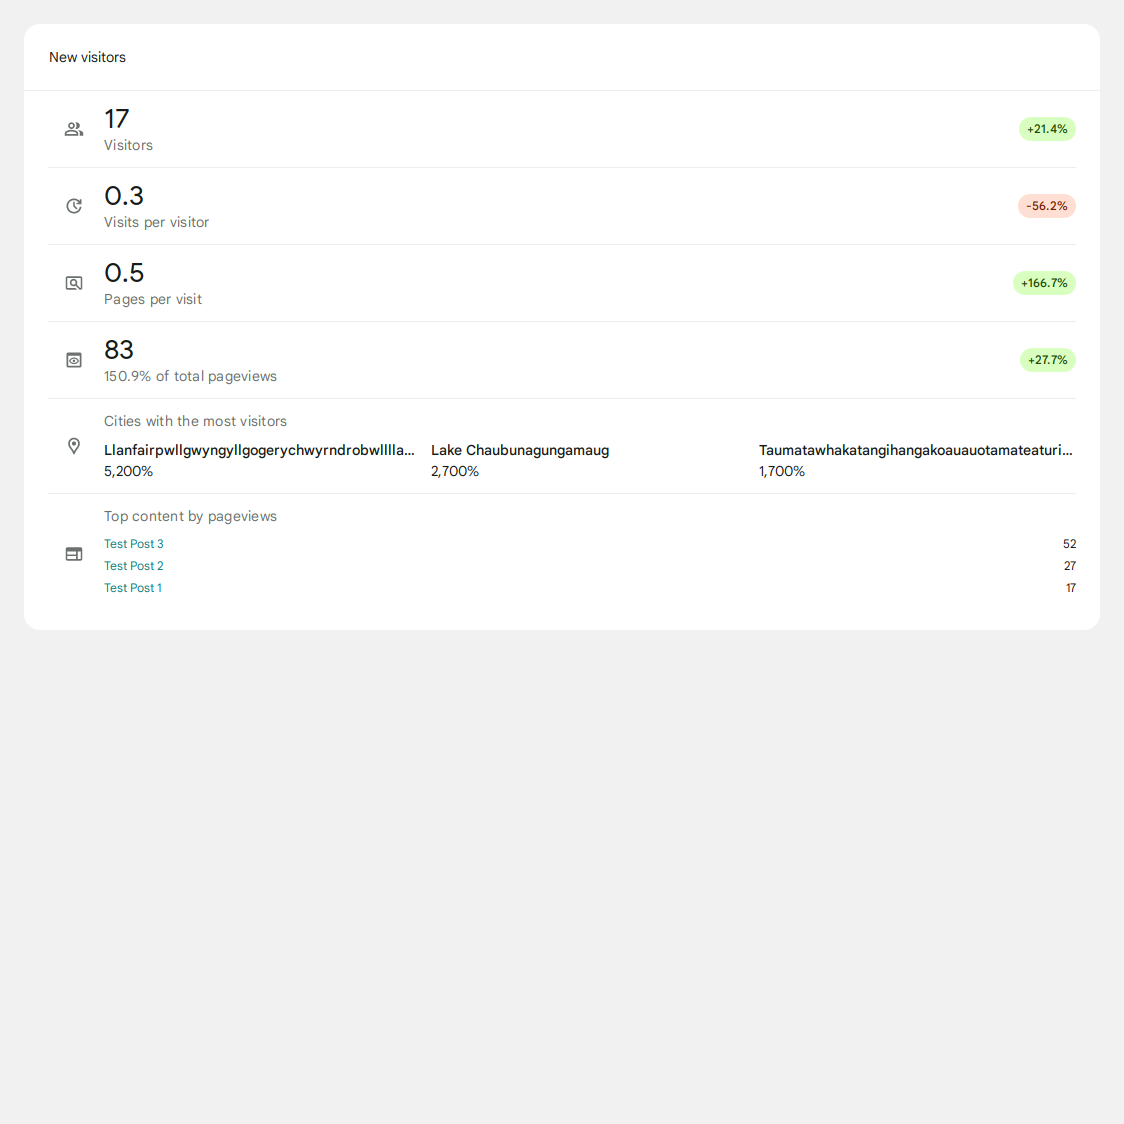 New visitors
17
Visitors
+21.4%
0.3
Visits per visitor
-56.2%
0.5
Pages per visit
+166.7%
83
150.9% of total pageviews
+27.7%
Cities with the most visitors
Llanfairpwllgwyngyllgogerychwyrndrobwlllla... Lake Chaubunagungamaug Taumatawhakatangihangakoauauotamateaturi...
5,200% 2,700% 1,700%
Top content by pageviews
Test Post 3 52
Test Post 2 27
Test Post 1 17